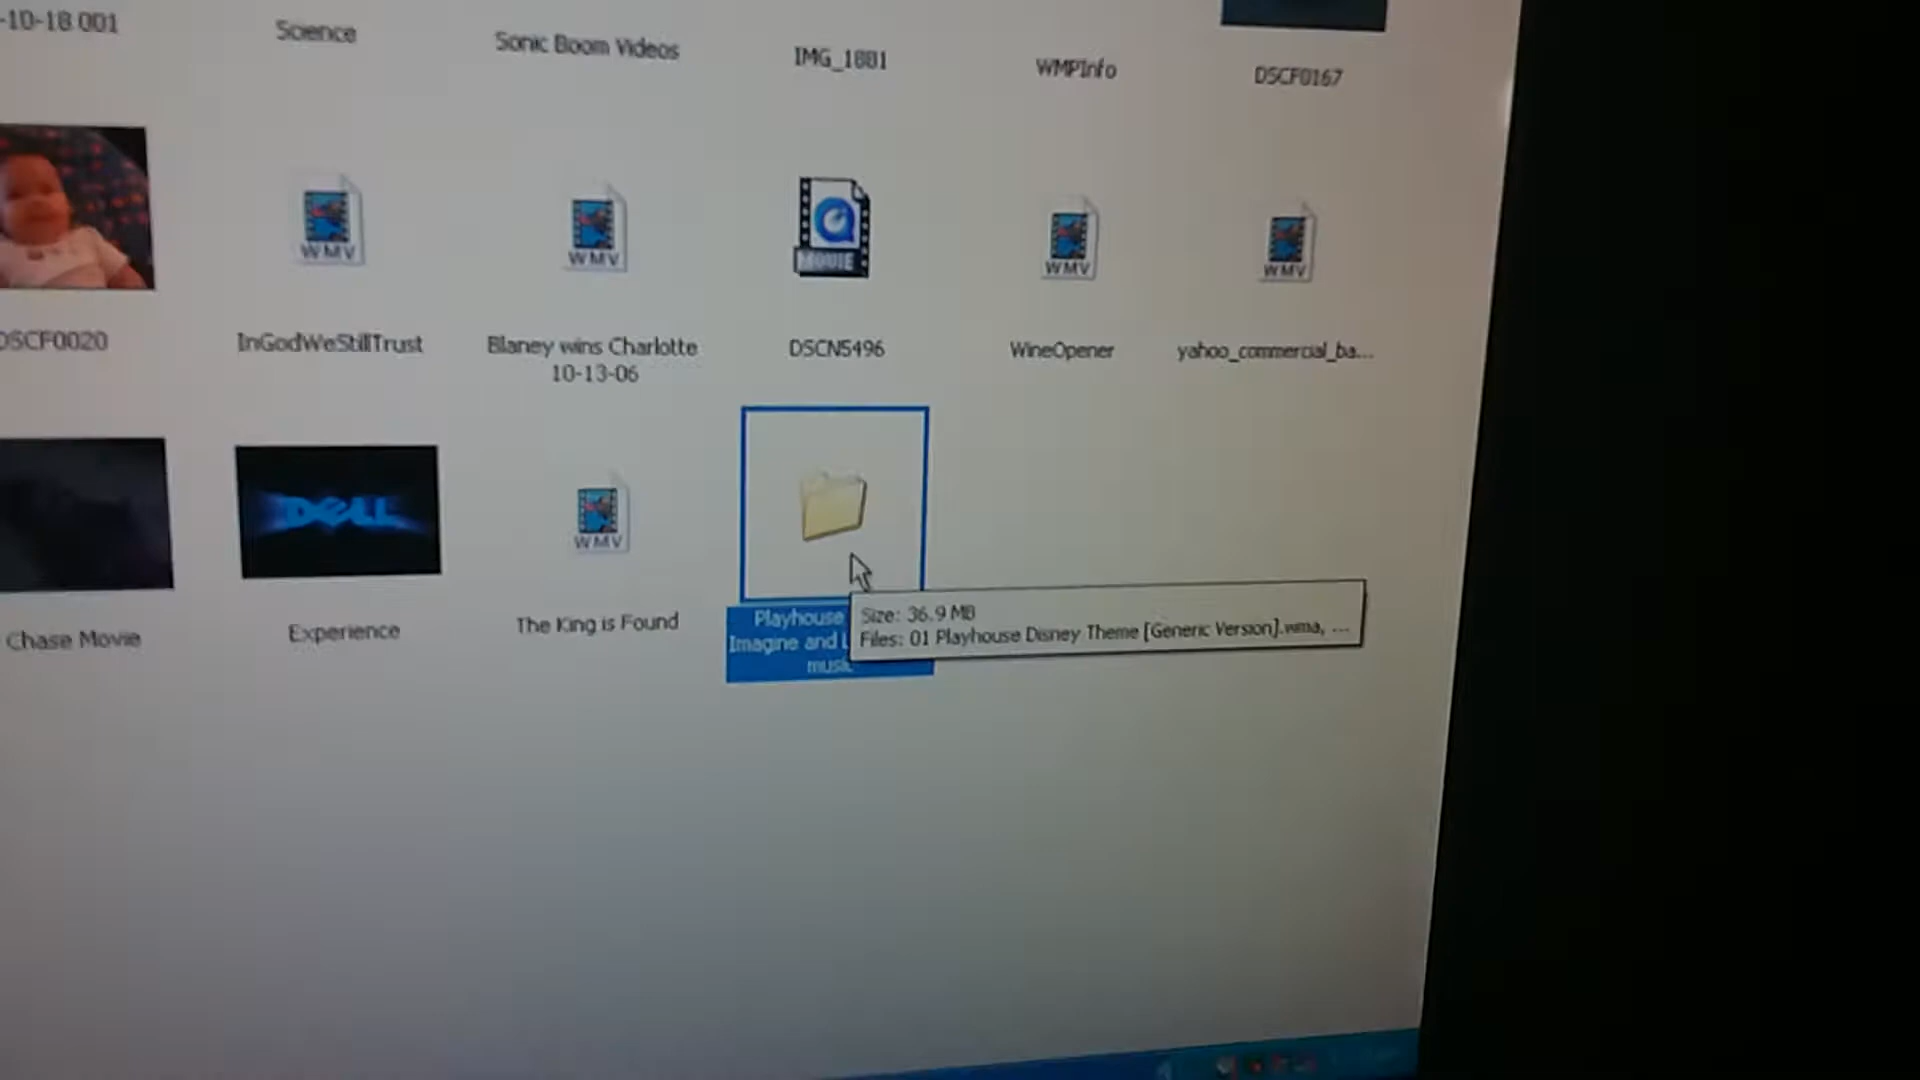 -10-18 001
Science
Sonic Boom Videos
IMG_1881
WMPInfo
DSCF0167
WMV
WMV
MOVIE
WMV
WMV
DSCF0020
InGodWeStillTrust
Blaney wins Charlotte
10-13-06
DSCN5496
WineOpener
yahoo_commercial_ba...
DELL
WMV
Chase Movie
Experience
The King is Found
Playhouse
Imagine and L
music
Size: 36.9 MB
Files: 01 Playhouse Disney Theme [Generic Version].wma, ...